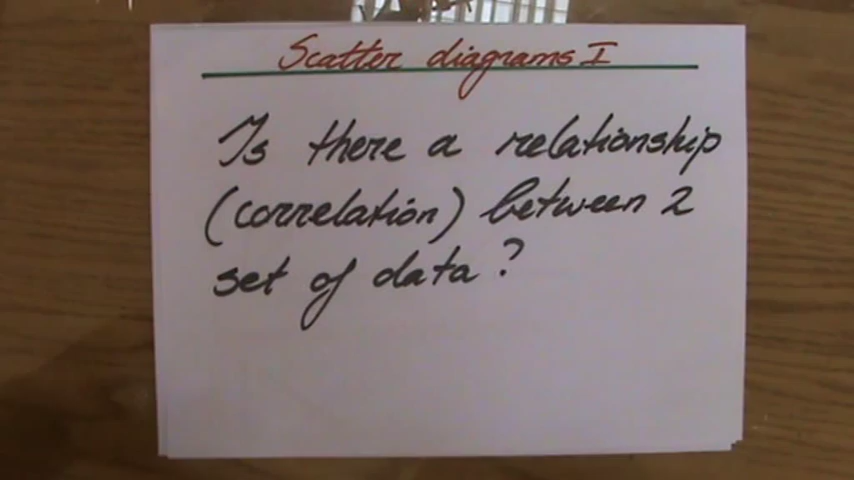 Scatter diagrams I
Is there a relationship
(correlation) between 2
set of data?